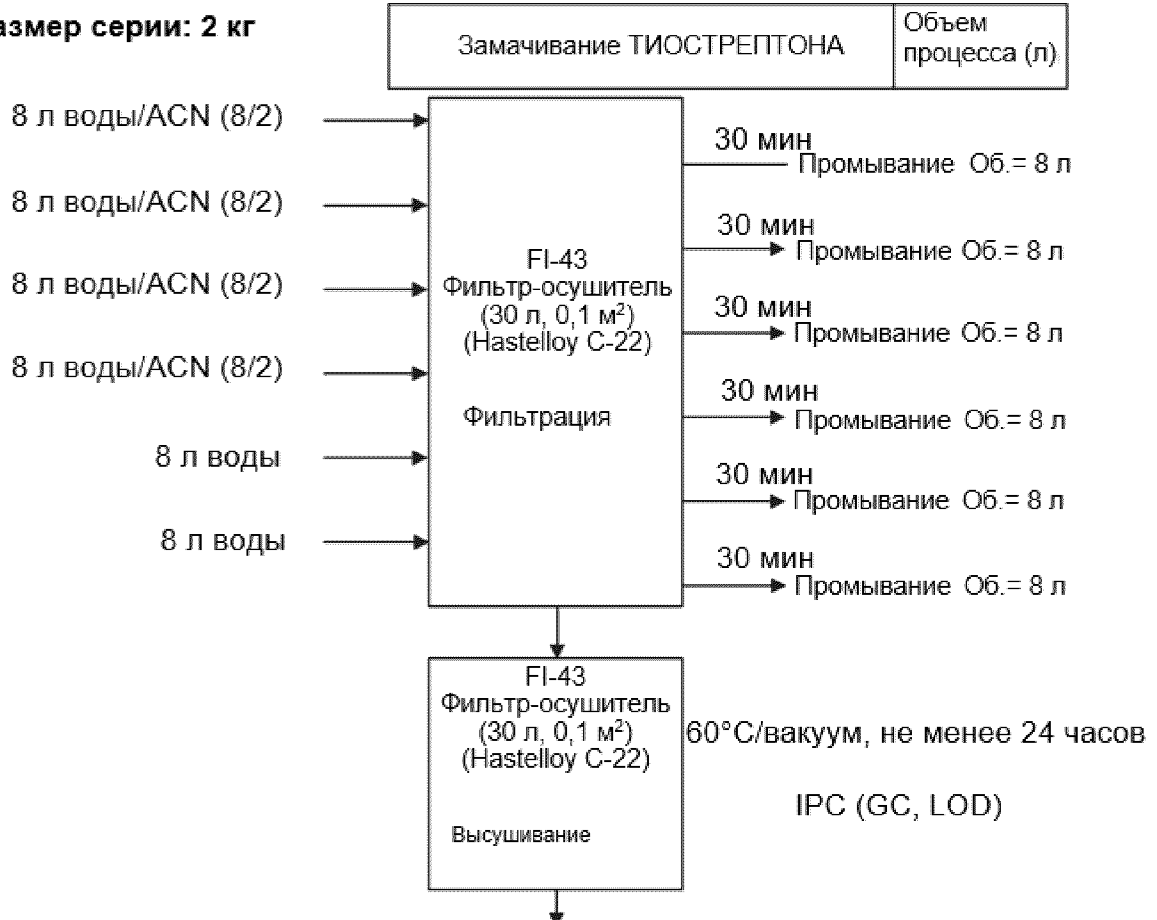 азмер серии: 2 кг
Замачивание ТИОСТРЕПТОНА
Объем
процесса (л)
8 л воды/ACN (8/2)
30 мин
Промывание Об.= 8 л
8 л воды/ACN (8/2)
30 мин
Промывание Об.= 8 л
8 л воды/ACN (8/2)
30 мин
Промывание Об.= 8 л
8 л воды/ACN (8/2)
30 мин
Промывание Об.= 8 л
8 л воды
30 мин
Промывание Об.= 8 л
8 л воды
30 мин
Промывание Об.= 8 л
FI-43
Фильтр-осушитель
(30 л, 0,1 м²)
(Hastelloy C-22)
Фильтрация
FI-43
Фильтр-осушитель
(30 л, 0,1 м²)
(Hastelloy C-22)
Высушивание
60°C/вакуум, не менее 24 часов
IPC (GC, LOD)